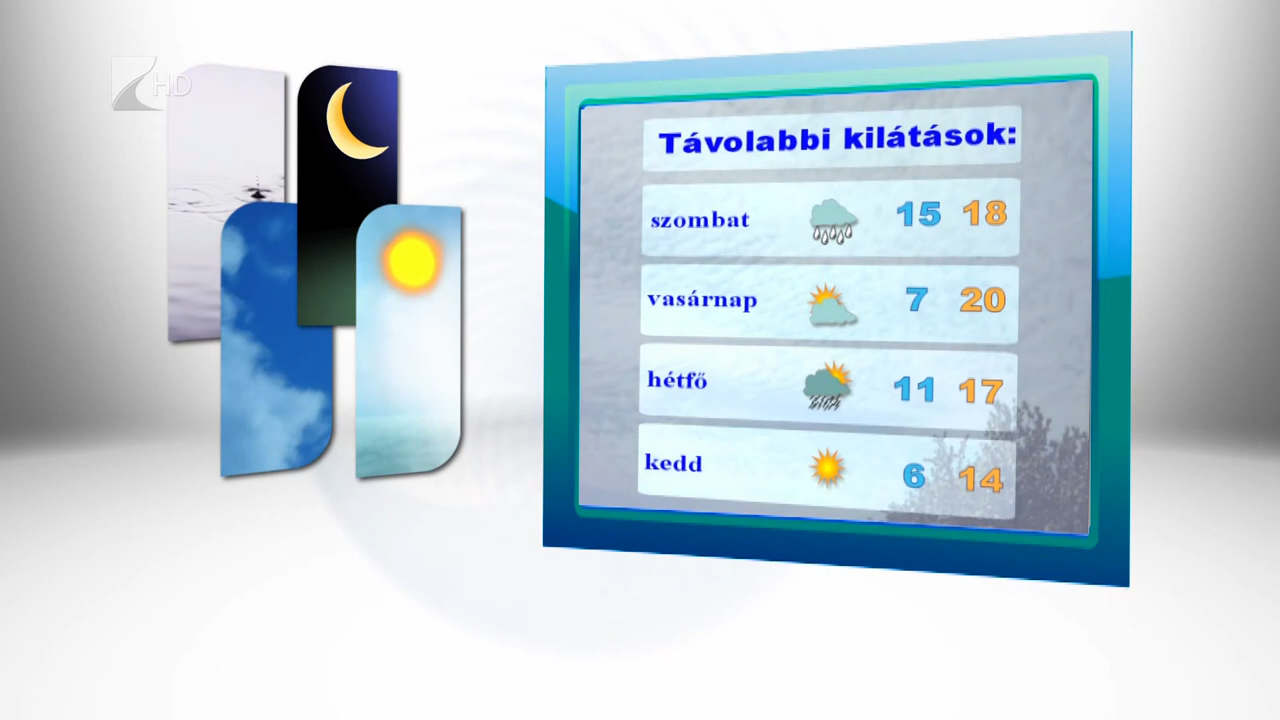 HD
Távolabbi kilátások:
szombat 15 18
vasárnap 7 20
hétfő 11 17
kedd 6 14